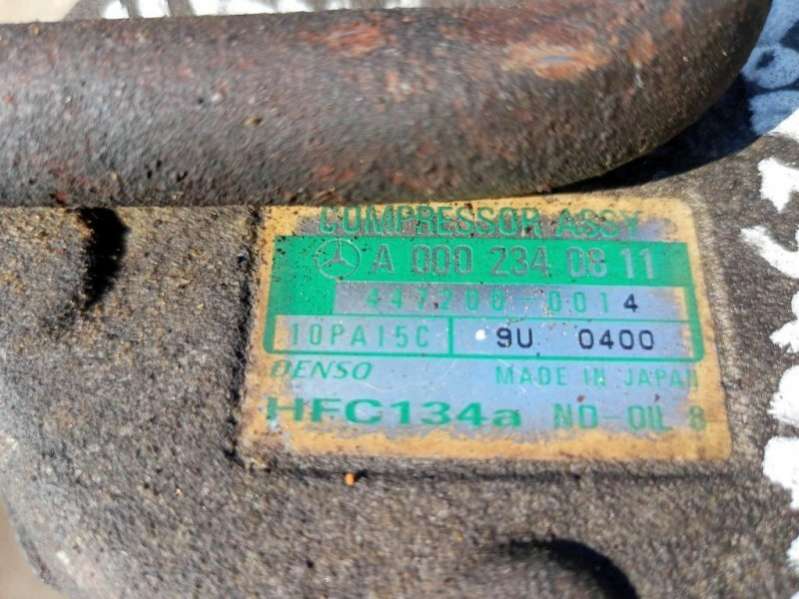 COMPRESSOR ASSY
A 000 234 08 11
447200-0014
10PA15C 9U 0400
DENSO MADE IN JAPAN
HFC134a ND-OIL 8